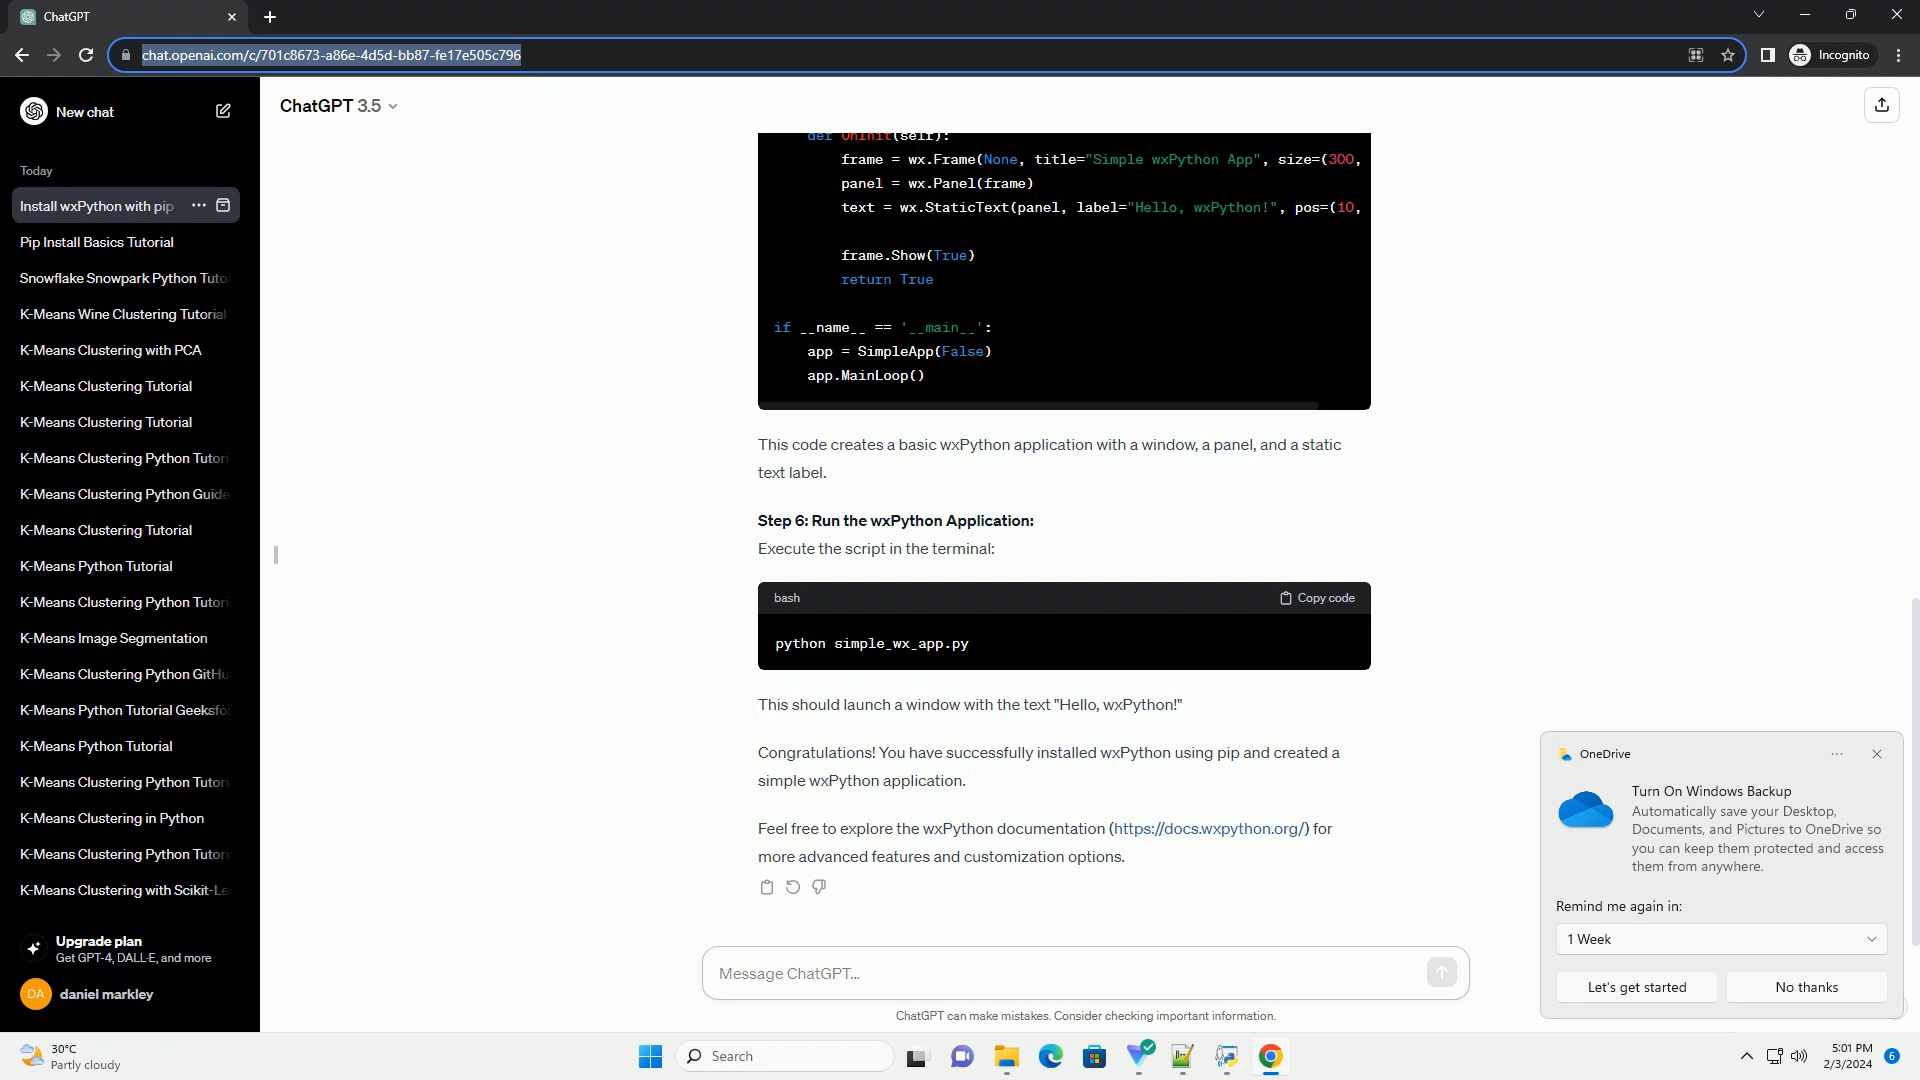 ChatGPT
chat.openai.com/c/701c8673-a86e-4d5d-bb87-fe17e505c796
Incognito
New chat
Today
Install wxPython with pip
Pip Install Basics Tutorial
Snowflake Snowpark Python Tuto
K-Means Wine Clustering Tutorial
K-Means Clustering with PCA
K-Means Clustering Tutorial
K-Means Clustering Tutorial
K-Means Clustering Python Tutori
K-Means Clustering Python Guide
K-Means Clustering Tutorial
K-Means Python Tutorial
K-Means Clustering Python Tutori
K-Means Image Segmentation
K-Means Clustering Python GitHu
K-Means Python Tutorial Geeksfo
K-Means Python Tutorial
K-Means Clustering Python Tutori
K-Means Clustering in Python
K-Means Clustering Python Tutori
K-Means Clustering with Scikit-Le
Upgrade plan
Get GPT-4, DALL·E, and more
DA
daniel markley
ChatGPT 3.5
def OnInit(self):
frame = wx.Frame(None, title="Simple wxPython App", size=(300,
panel = wx.Panel(frame)
text = wx.StaticText(panel, label="Hello, wxPython!", pos=(10,
frame.Show(True)
return True
if __name__ == '__main__':
app = SimpleApp(False)
app.MainLoop()
This code creates a basic wxPython application with a window, a panel, and a static
text label.
Step 6: Run the wxPython Application:
Execute the script in the terminal:
bash
Copy code
python simple_wx_app.py
This should launch a window with the text "Hello, wxPython!"
Congratulations! You have successfully installed wxPython using pip and created a
simple wxPython application.
Feel free to explore the wxPython documentation (https://docs.wxpython.org/) for
more advanced features and customization options.
Message ChatGPT...
ChatGPT can make mistakes. Consider checking important information.
OneDrive
Turn On Windows Backup
Automatically save your Desktop,
Documents, and Pictures to OneDrive so
you can keep them protected and access
them from anywhere.
Remind me again in:
1 Week
Let's get started
No thanks
30°C
Partly cloudy
Search
5:01 PM
2/3/2024
6